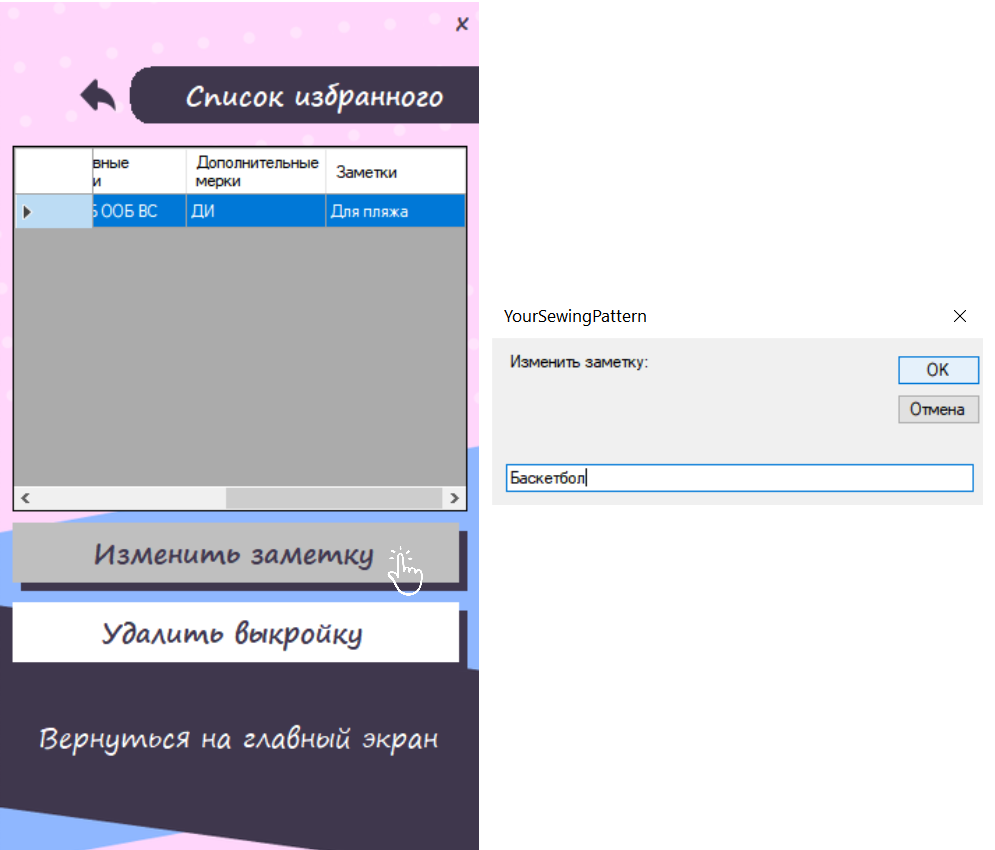 x
Список избранного
вные
и
Дополнительные
мерки
Заметки
ООБ ВС
ДИ
Для пляжа
Изменить заметку
Удалить выкройку
Вернуться на главный экран
YourSewingPattern
Изменить заметку:
OK
Отмена
Баскетбол